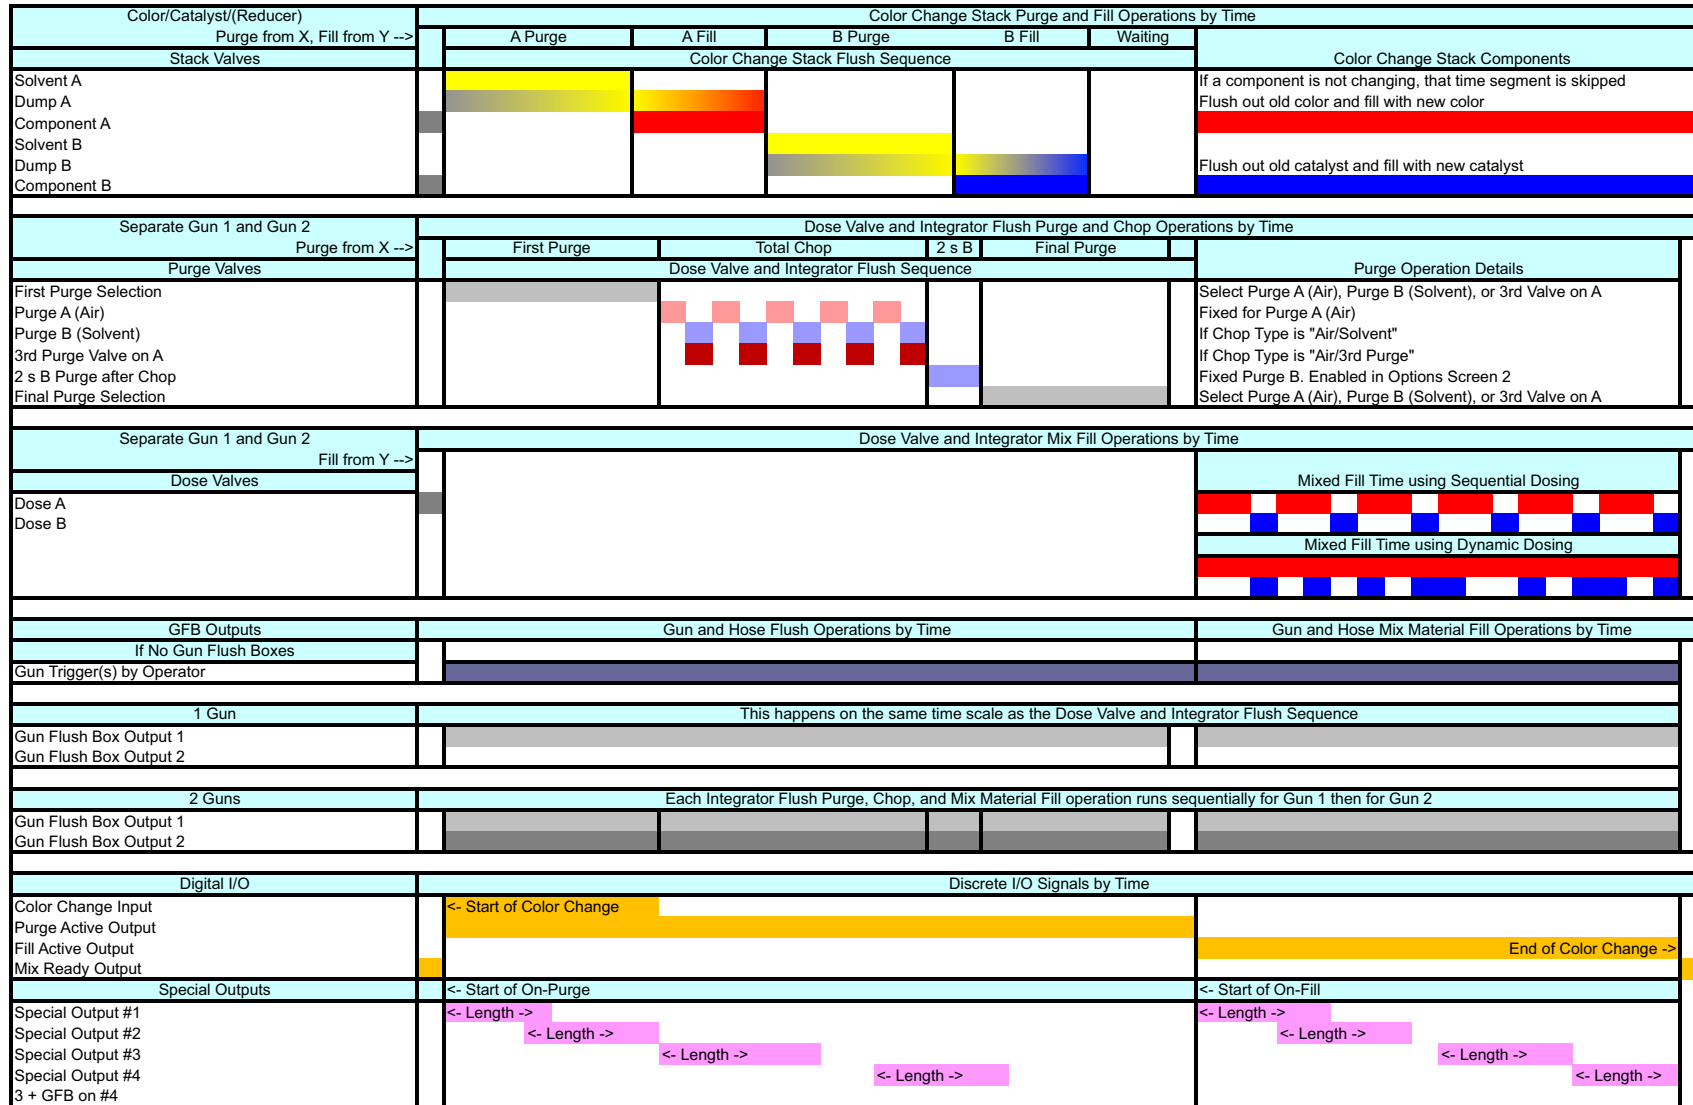 Color/Catalyst/(Reducer)
Color Change Stack Purge and Fill Operations by Time
Purge from X, Fill from Y -->
A Purge
A Fill
B Purge
B Fill
Waiting
Stack Valves
Color Change Stack Flush Sequence
Color Change Stack Components
Solvent A
If a component is not changing, that time segment is skipped
Dump A
Flush out old color and fill with new color
Component A
Solvent B
Dump B
Flush out old catalyst and fill with new catalyst
Component B
Separate Gun 1 and Gun 2
Dose Valve and Integrator Flush Purge and Chop Operations by Time
Purge from X -->
First Purge
Total Chop
2 s B
Final Purge
Purge Valves
Dose Valve and Integrator Flush Sequence
Purge Operation Details
First Purge Selection
Select Purge A (Air), Purge B (Solvent), or 3rd Valve on A
Purge A (Air)
Fixed for Purge A (Air)
Purge B (Solvent)
If Chop Type is "Air/Solvent"
3rd Purge Valve on A
If Chop Type is "Air/3rd Purge"
2 s B Purge after Chop
Fixed Purge B. Enabled in Options Screen 2
Final Purge Selection
Select Purge A (Air), Purge B (Solvent), or 3rd Valve on A
Separate Gun 1 and Gun 2
Dose Valve and Integrator Mix Fill Operations by Time
Fill from Y -->
Dose Valves
Mixed Fill Time using Sequential Dosing
Dose A
Dose B
Mixed Fill Time using Dynamic Dosing
GFB Outputs
Gun and Hose Flush Operations by Time
Gun and Hose Mix Material Fill Operations by Time
If No Gun Flush Boxes
Gun Trigger(s) by Operator
1 Gun
This happens on the same time scale as the Dose Valve and Integrator Flush Sequence
Gun Flush Box Output 1
Gun Flush Box Output 2
2 Guns
Each Integrator Flush Purge, Chop, and Mix Material Fill operation runs sequentially for Gun 1 then for Gun 2
Gun Flush Box Output 1
Gun Flush Box Output 2
Digital I/O
Discrete I/O Signals by Time
Color Change Input
<- Start of Color Change
Purge Active Output
Fill Active Output
End of Color Change ->
Mix Ready Output
Special Outputs
<- Start of On-Purge
<- Start of On-Fill
Special Output #1
<- Length ->
<- Length ->
Special Output #2
<- Length ->
<- Length ->
Special Output #3
<- Length ->
<- Length ->
Special Output #4
<- Length ->
<- Length ->
3 + GFB on #4